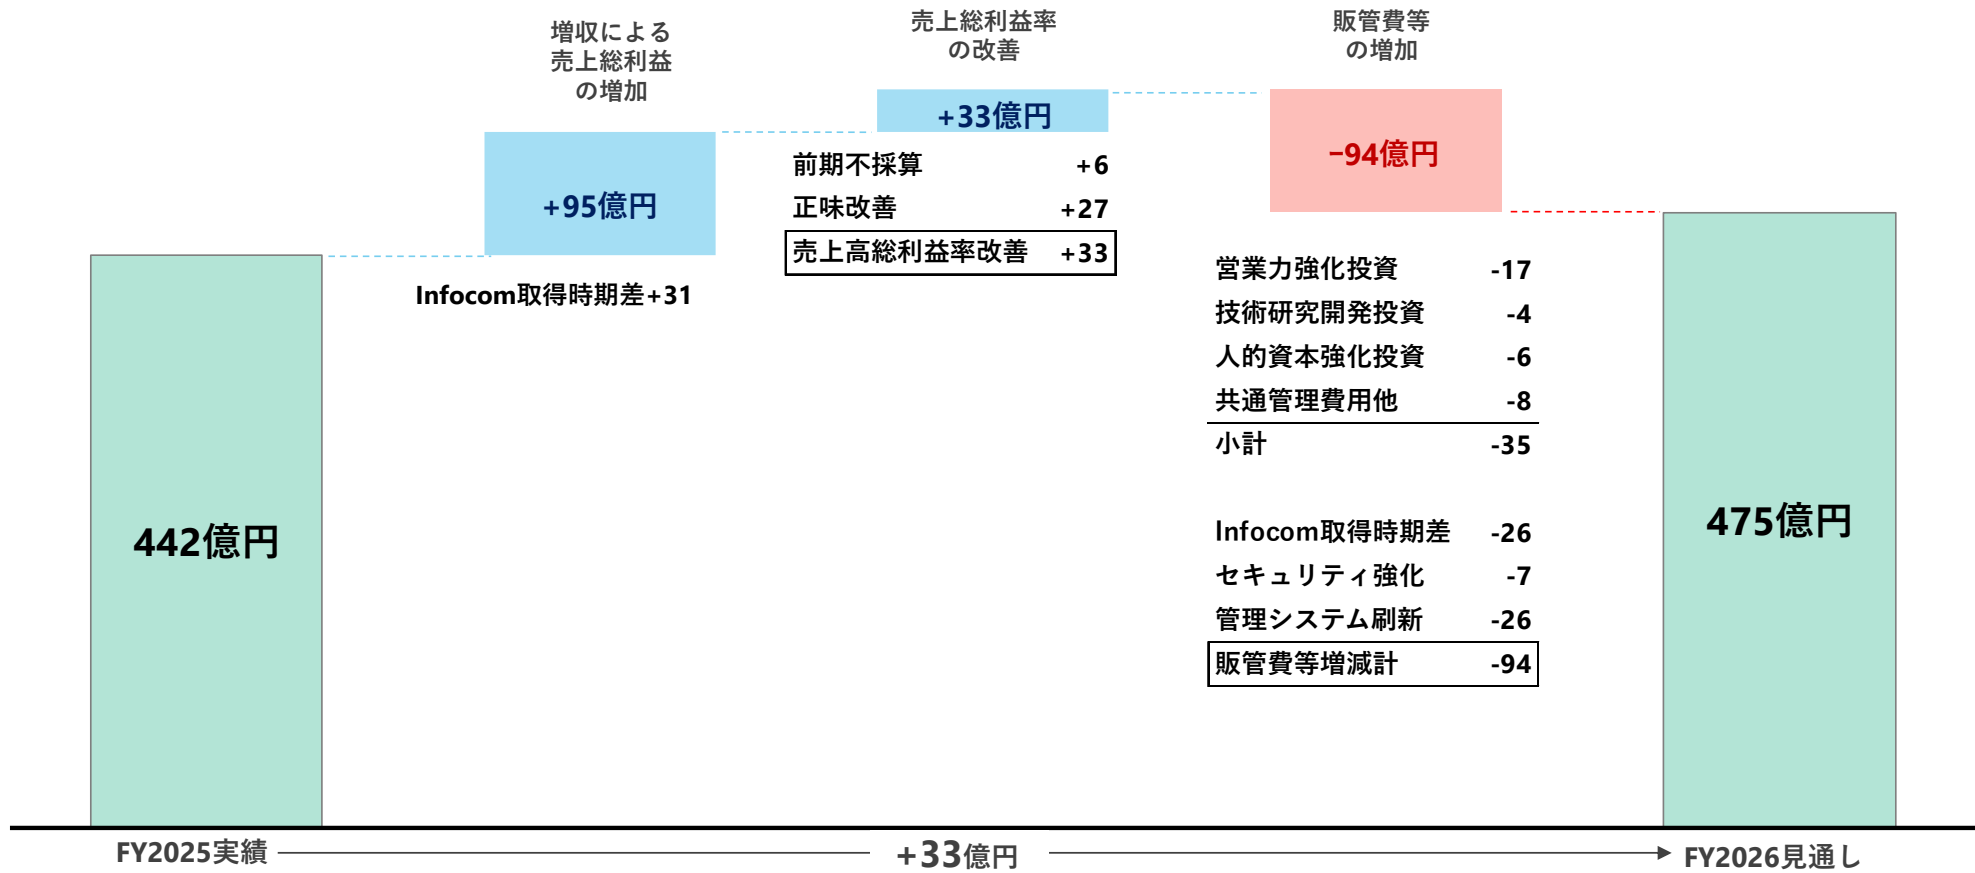 増収による
売上総利益
の増加
売上総利益率
の改善
販管費等
の増加
+33億円
+95億円
-94億円
前期不採算 +6
正味改善 +27
売上高総利益率改善 +33
Infocom取得時期差+31
営業力強化投資 -17
技術研究開発投資 -4
人的資本強化投資 -6
共通管理費用他 -8
小計 -35
Infocom取得時期差 -26
セキュリティ強化 -7
管理システム刷新 -26
販管費等増減計 -94
442億円
475億円
FY2025実績
+33億円
FY2026見通し